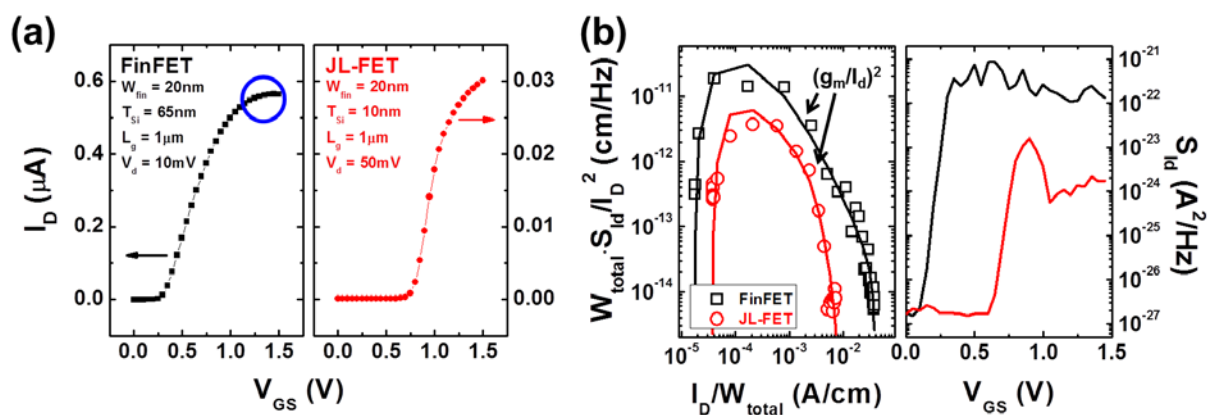 (a)
I_D (μA)
0.6
0.4
0.2
0.0
FinFET
W_fin = 20nm
T_Si = 65nm
L_g = 1μm
V_d = 10mV
JL-FET
W_fin = 20nm
T_Si = 10nm
L_g = 1μm
V_d = 50mV
0.03
0.02
0.01
0.00
0.0 0.5 1.0 1.5 0.0 0.5 1.0 1.5
V_GS (V)
(b)
W_total·S_Id/I_D^2 (cm/Hz)
10^-11
10^-12
10^-13
10^-14
(g_m/I_d)^2
FinFET
JL-FET
10^-5 10^-4 10^-3 10^-2
I_D/W_total (A/cm)
10^-21
10^-22
10^-23
10^-24
10^-25
10^-26
10^-27
S_Id (A^2/Hz)
0.0 0.5 1.0 1.5
V_GS (V)